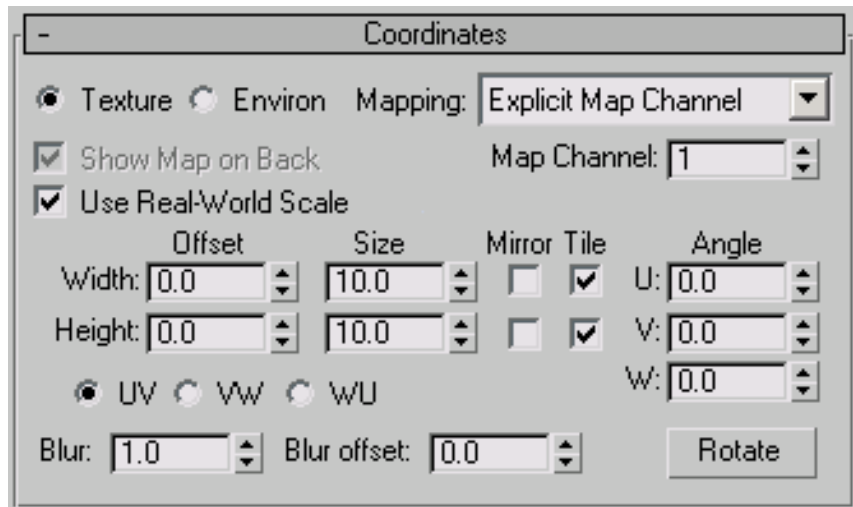 - Coordinates
Texture Environ Mapping: Explicit Map Channel
Show Map on Back Map Channel: 1
Use Real-World Scale
Offset Size Mirror Tile Angle
Width: 0.0 10.0 U: 0.0
Height: 0.0 10.0 V: 0.0
W: 0.0
UV VW WU
Blur: 1.0 Blur offset: 0.0 Rotate